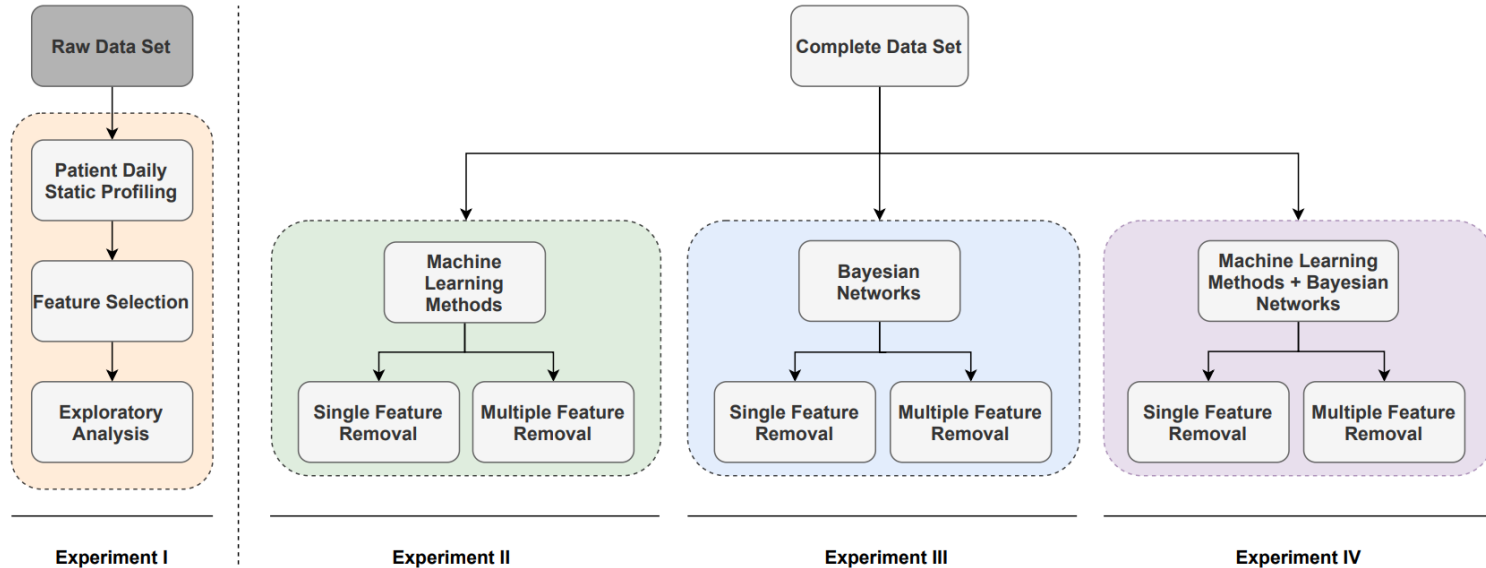 Raw Data Set
Patient Daily
Static Profiling
Feature Selection
Exploratory
Analysis
Experiment I
Complete Data Set
Machine
Learning
Methods
Single Feature
Removal
Multiple Feature
Removal
Experiment II
Bayesian
Networks
Single Feature
Removal
Multiple Feature
Removal
Experiment III
Machine Learning
Methods + Bayesian
Networks
Single Feature
Removal
Multiple Feature
Removal
Experiment IV